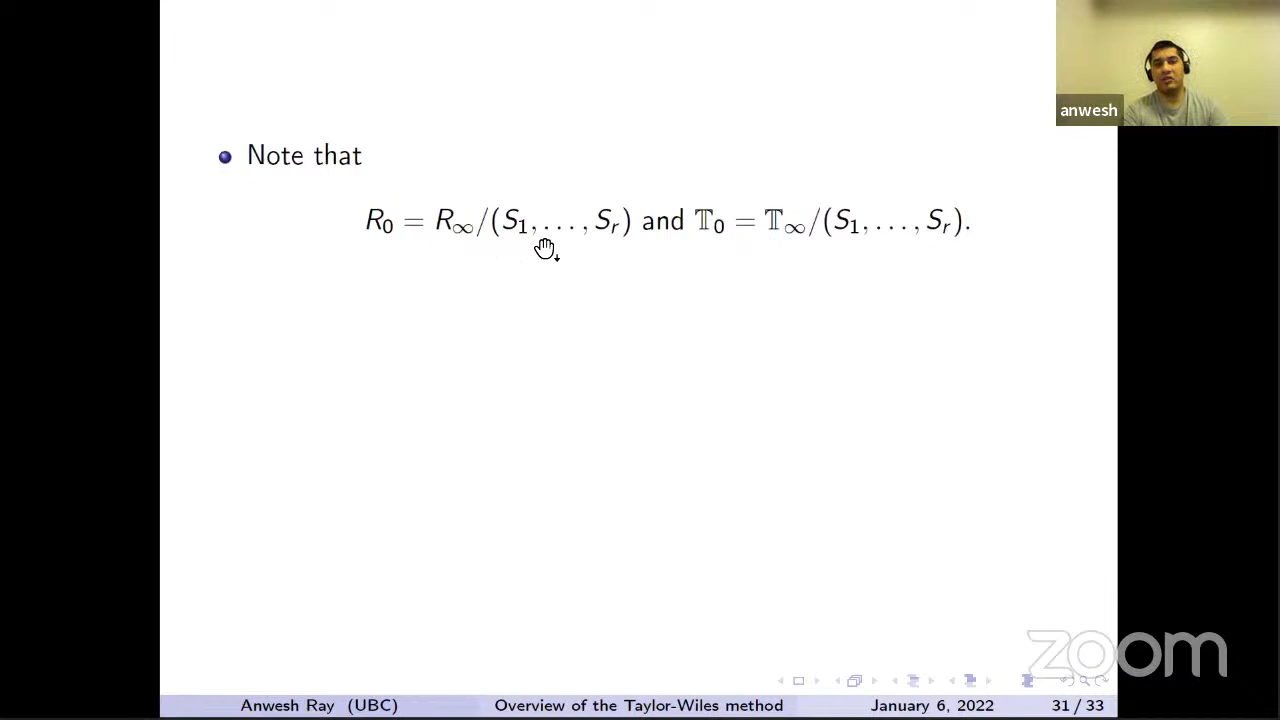 anwesh
Note that
R₀ = R∞/(S₁, . . . , Sᵣ) and 𝕋₀ = 𝕋∞/(S₁, . . . , Sᵣ).
zoom
Anwesh Ray (UBC) Overview of the Taylor-Wiles method January 6, 2022 31 / 33